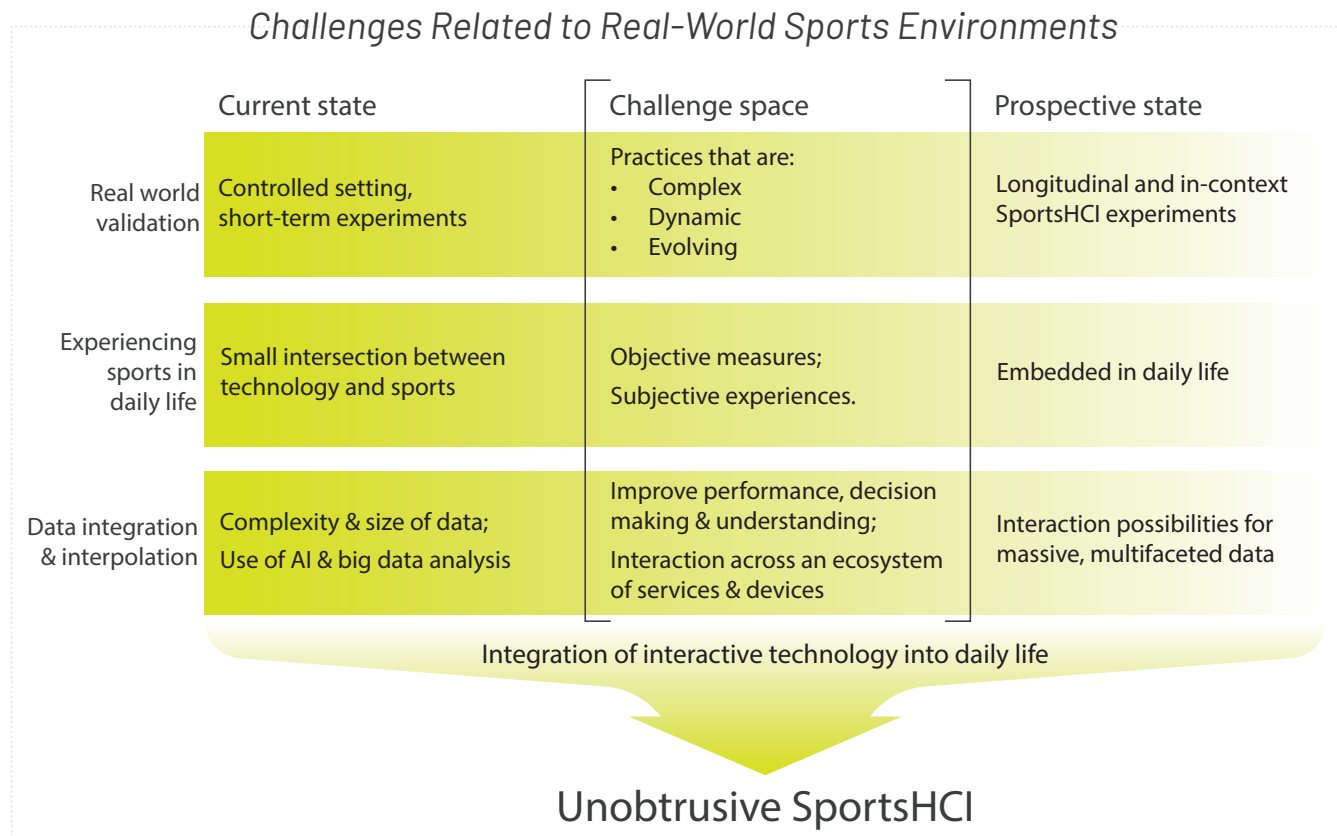 Challenges Related to Real-World Sports Environments
Current state
Challenge space
Prospective state
Real world
validation
Controlled setting,
short-term experiments
Practices that are:
• Complex
• Dynamic
• Evolving
Longitudinal and in-context
SportsHCI experiments
Experiencing
sports in
daily life
Small intersection between
technology and sports
Objective measures;
Subjective experiences.
Embedded in daily life
Data integration
& interpolation
Complexity & size of data;
Use of AI & big data analysis
Improve performance, decision
making & understanding;
Interaction across an ecosystem
of services & devices
Interaction possibilities for
massive, multifaceted data
Integration of interactive technology into daily life
Unobtrusive SportsHCI